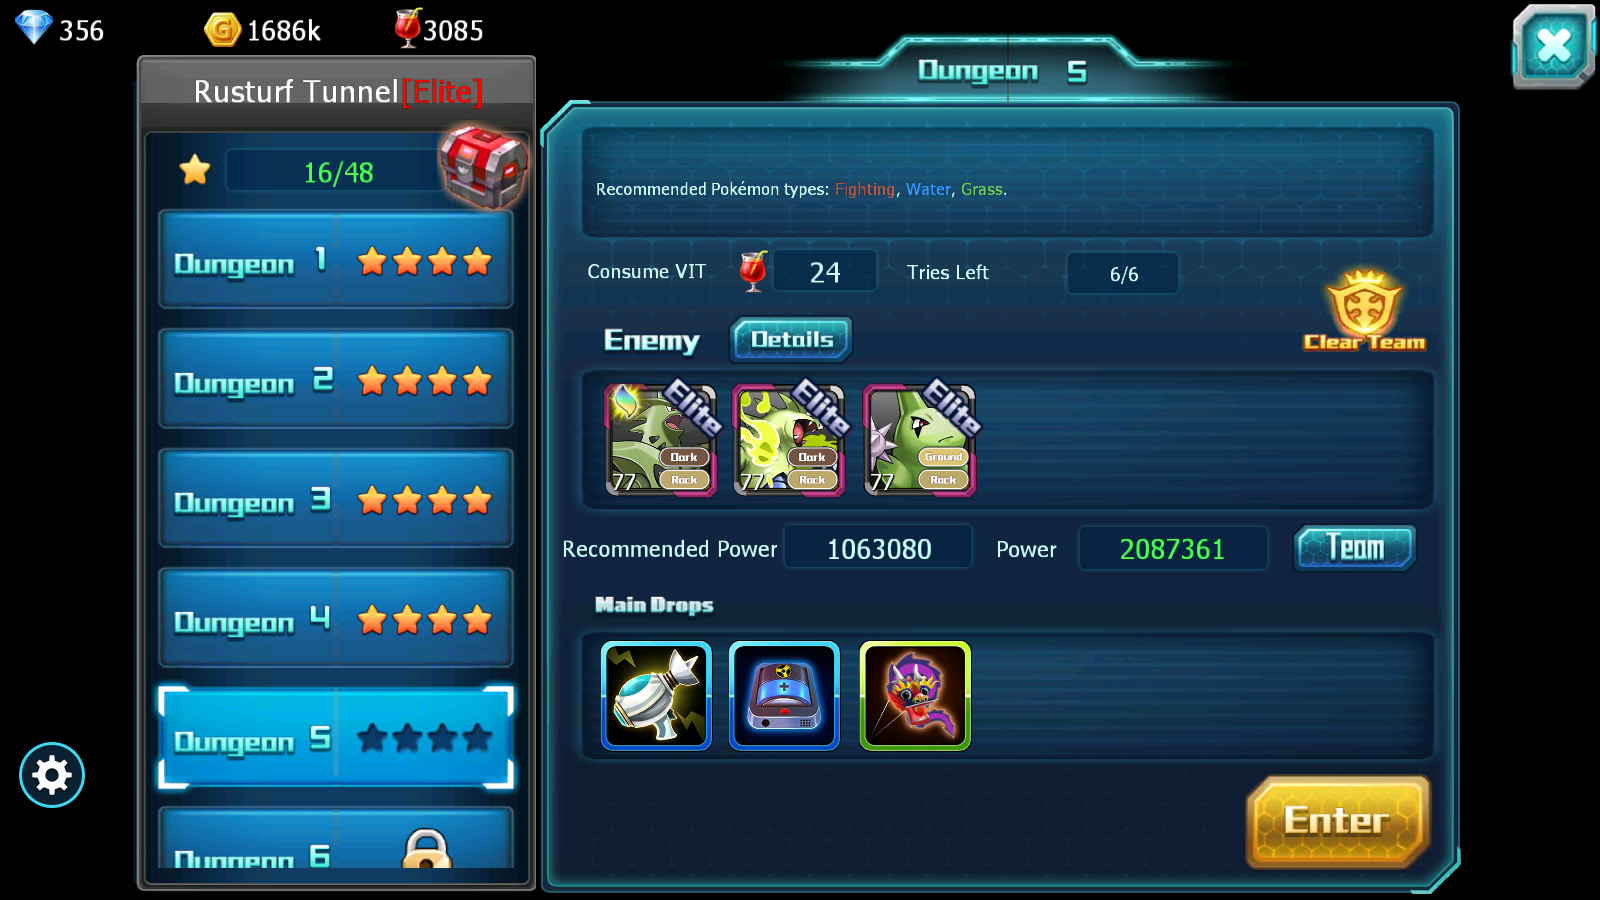 356
1686k
3085
Rusturf Tunnel[Elite]
16/48
Dungeon 1
Dungeon 2
Dungeon 3
Dungeon 4
Dungeon 5
Dungeon 6
Dungeon 5
Recommended Pokémon types: Fighting, Water, Grass.
Consume VIT 24 Tries Left 6/6
Clear Team
Enemy Details
Elite Dark Rock 77
Elite Dark Rock 77
Elite Ground Rock 77
Recommended Power 1063080 Power 2087361 Team
Main Drops
Enter